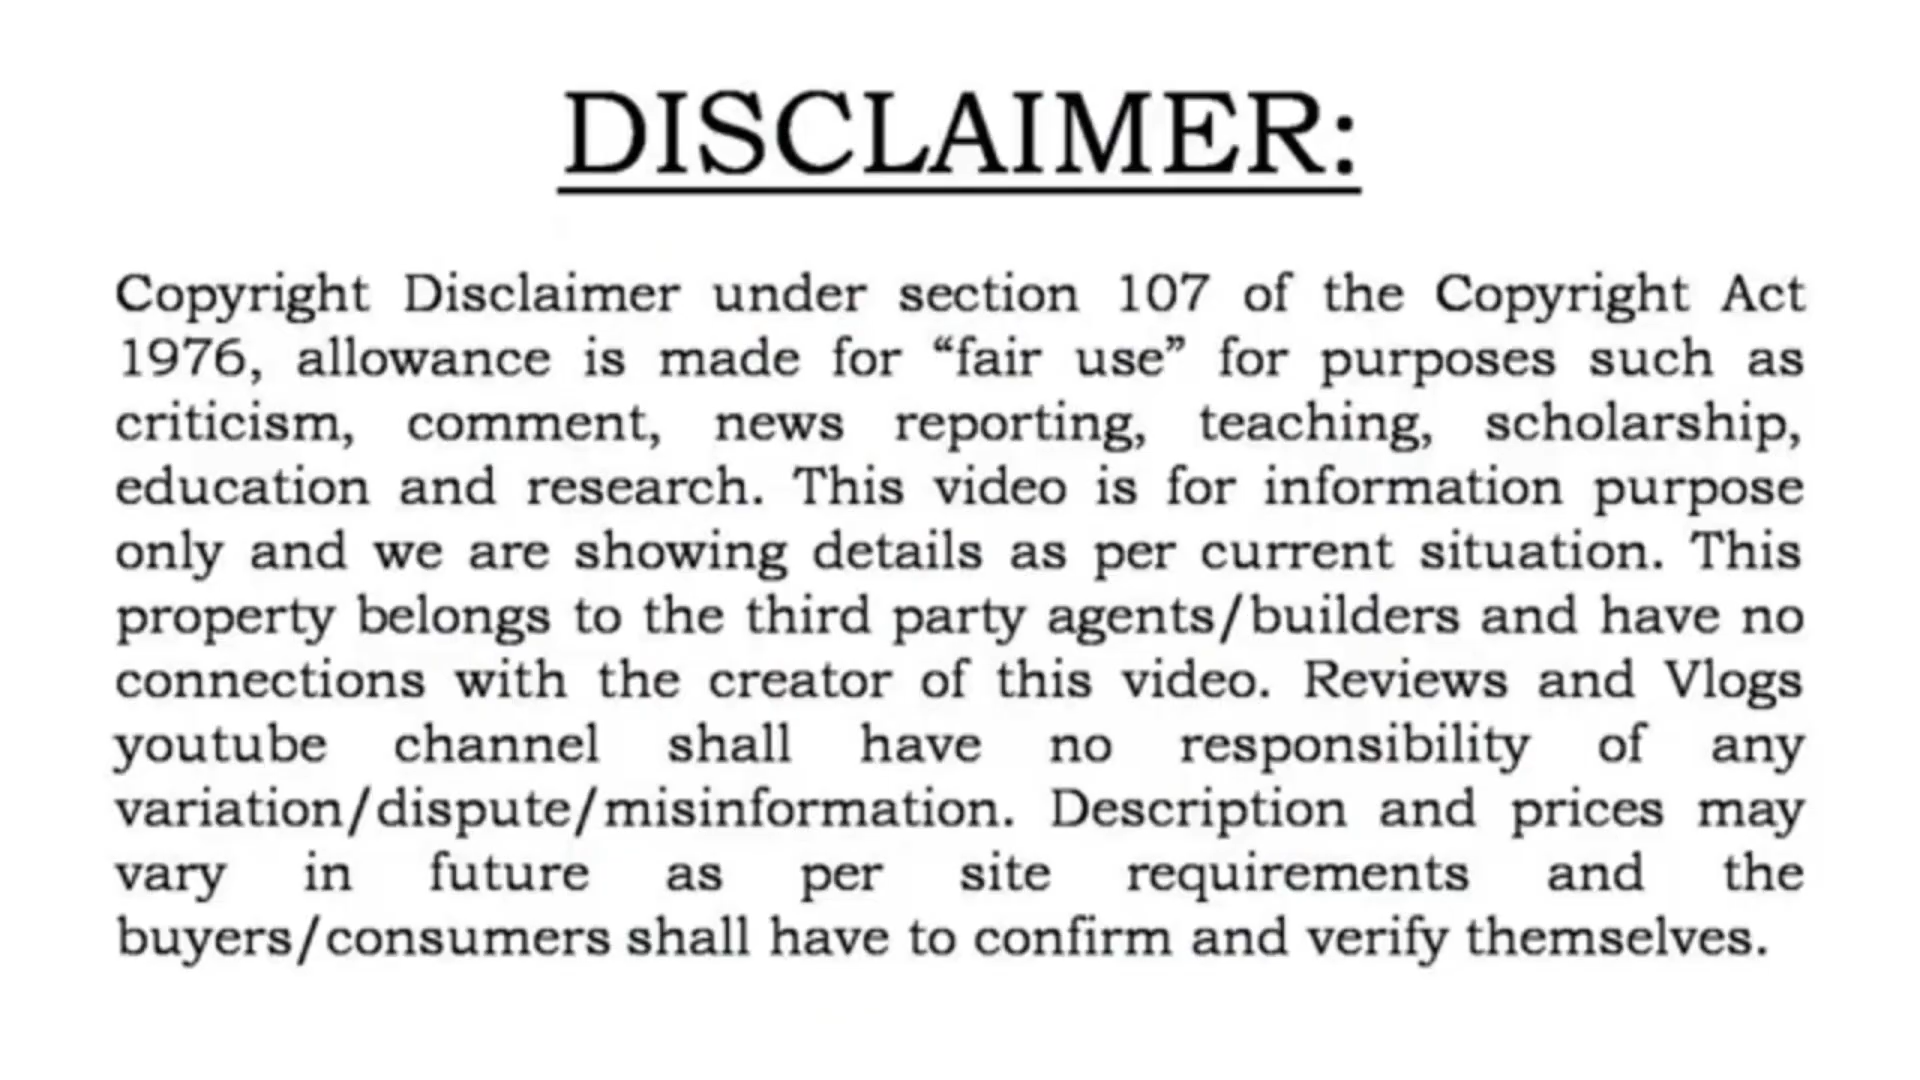 DISCLAIMER:
Copyright Disclaimer under section 107 of the Copyright Act
1976, allowance is made for “fair use” for purposes such as
criticism, comment, news reporting, teaching, scholarship,
education and research. This video is for information purpose
only and we are showing details as per current situation. This
property belongs to the third party agents/builders and have no
connections with the creator of this video. Reviews and Vlogs
youtube channel shall have no responsibility of any
variation/dispute/misinformation. Description and prices may
vary in future as per site requirements and the
buyers/consumers shall have to confirm and verify themselves.